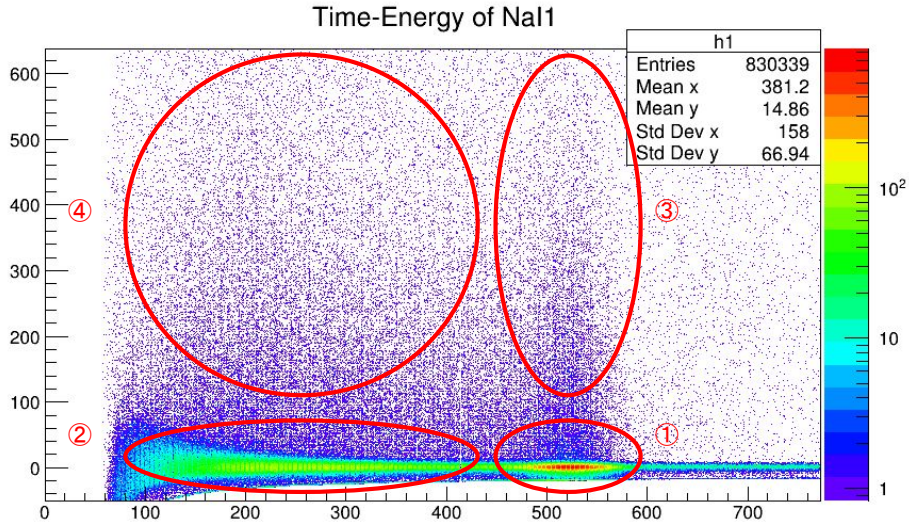 Time-Energy of NaI1
h1
Entries 830339
Mean x 381.2
Mean y 14.86
Std Dev x 158
Std Dev y 66.94
600
500
400
300
200
100
0
④
③
②
①
10²
10
1
0 100 200 300 400 500 600 700